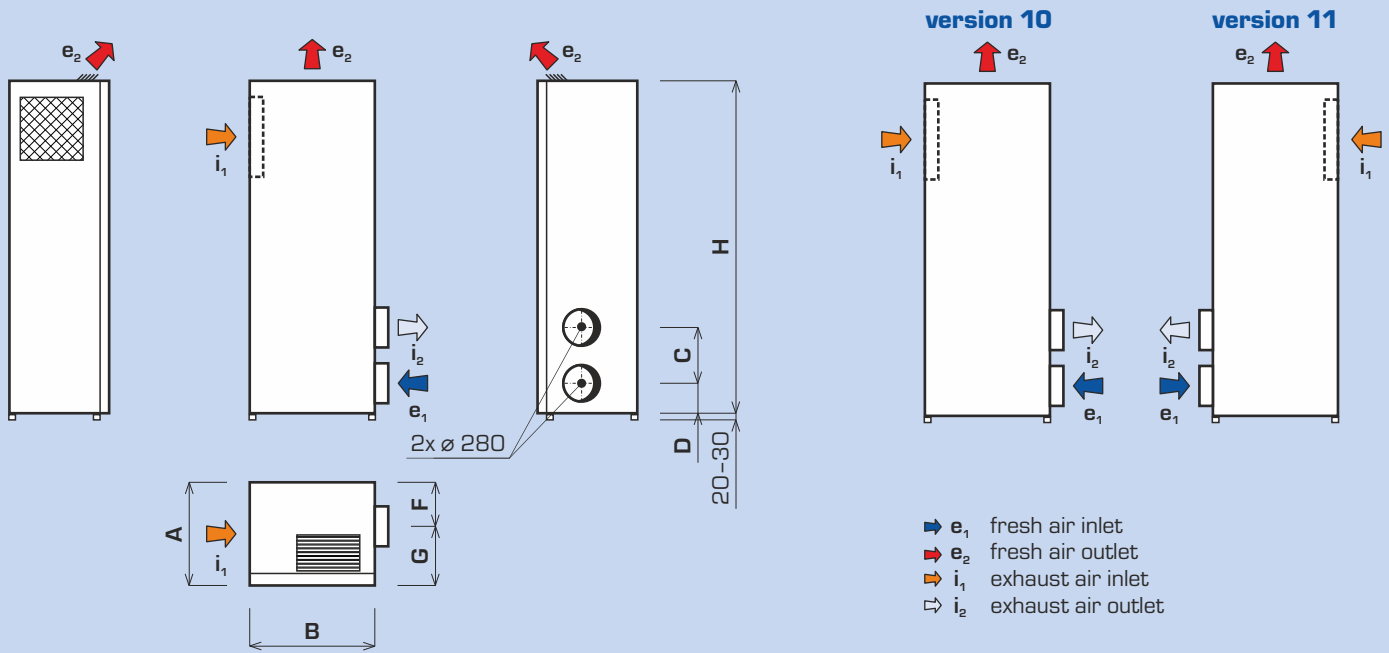 version 10
version 11
e₂
e₂
e₂
e₂
e₂
i₁
i₁
i₁
H
C
i₂
i₂
i₂
e₁
e₁
e₁
2x ø 280
D
20-30
A
F
G
i₁
B
e₁ fresh air inlet
e₂ fresh air outlet
i₁ exhaust air inlet
i₂ exhaust air outlet